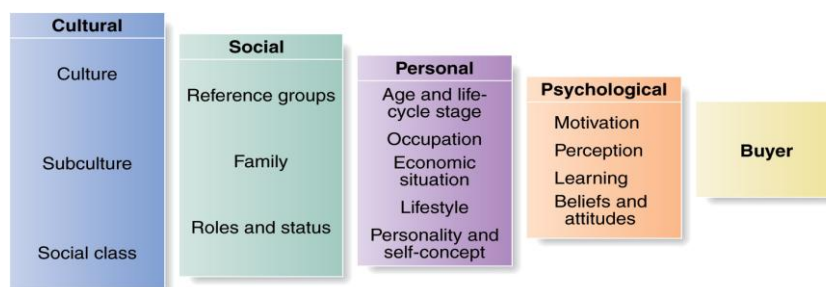 Cultural
Culture
Subculture
Social class
Social
Reference groups
Family
Roles and status
Personal
Age and life-
cycle stage
Occupation
Economic
situation
Lifestyle
Personality and
self-concept
Psychological
Motivation
Perception
Learning
Beliefs and
attitudes
Buyer